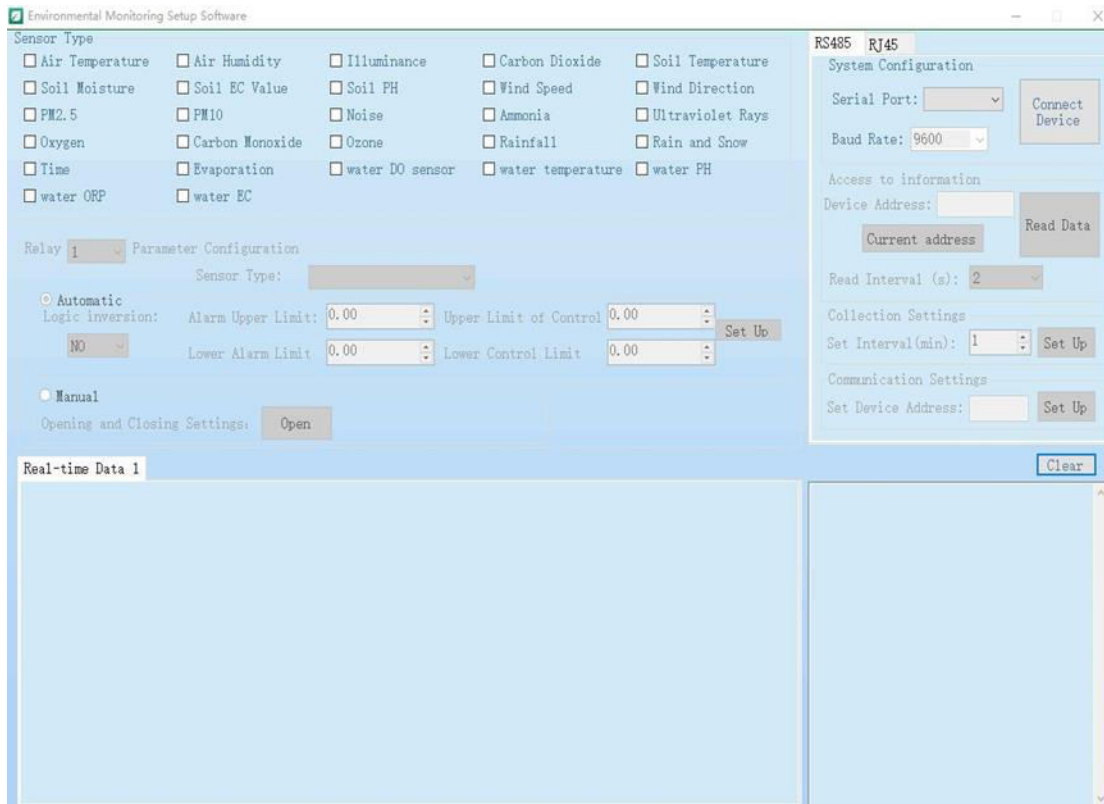 Environmental Monitoring Setup Software
Sensor Type
Air Temperature Air Humidity Illuminance Carbon Dioxide Soil Temperature
Soil Moisture Soil EC Value Soil PH Wind Speed Wind Direction
PM2.5 PM10 Noise Ammonia Ultraviolet Rays
Oxygen Carbon Monoxide Ozone Rainfall Rain and Snow
Time Evaporation water DO sensor water temperature water PH
water ORP water EC
Relay 1 Parameter Configuration
Sensor Type:
Automatic
Logic inversion: Alarm Upper Limit: 0.00 Upper Limit of Control 0.00
NO Lower Alarm Limit 0.00 Lower Control Limit 0.00 Set Up
Manual
Opening and Closing Settings: Open
RS485 RJ45
System Configuration
Serial Port: Connect Device
Baud Rate: 9600
Access to information
Device Address: Read Data
Current address
Read Interval (s): 2
Collection Settings
Set Interval(min): 1 Set Up
Communication Settings
Set Device Address: Set Up
Real-time Data 1 Clear